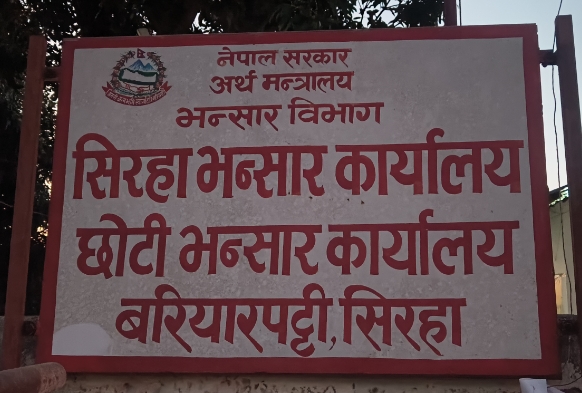 नेपाल सरकार
अर्थ मन्त्रालय
भन्सार विभाग
सिरहा भन्सार कार्यालय
छोटी भन्सार कार्यालय
बरियारपट्टी, सिरहा